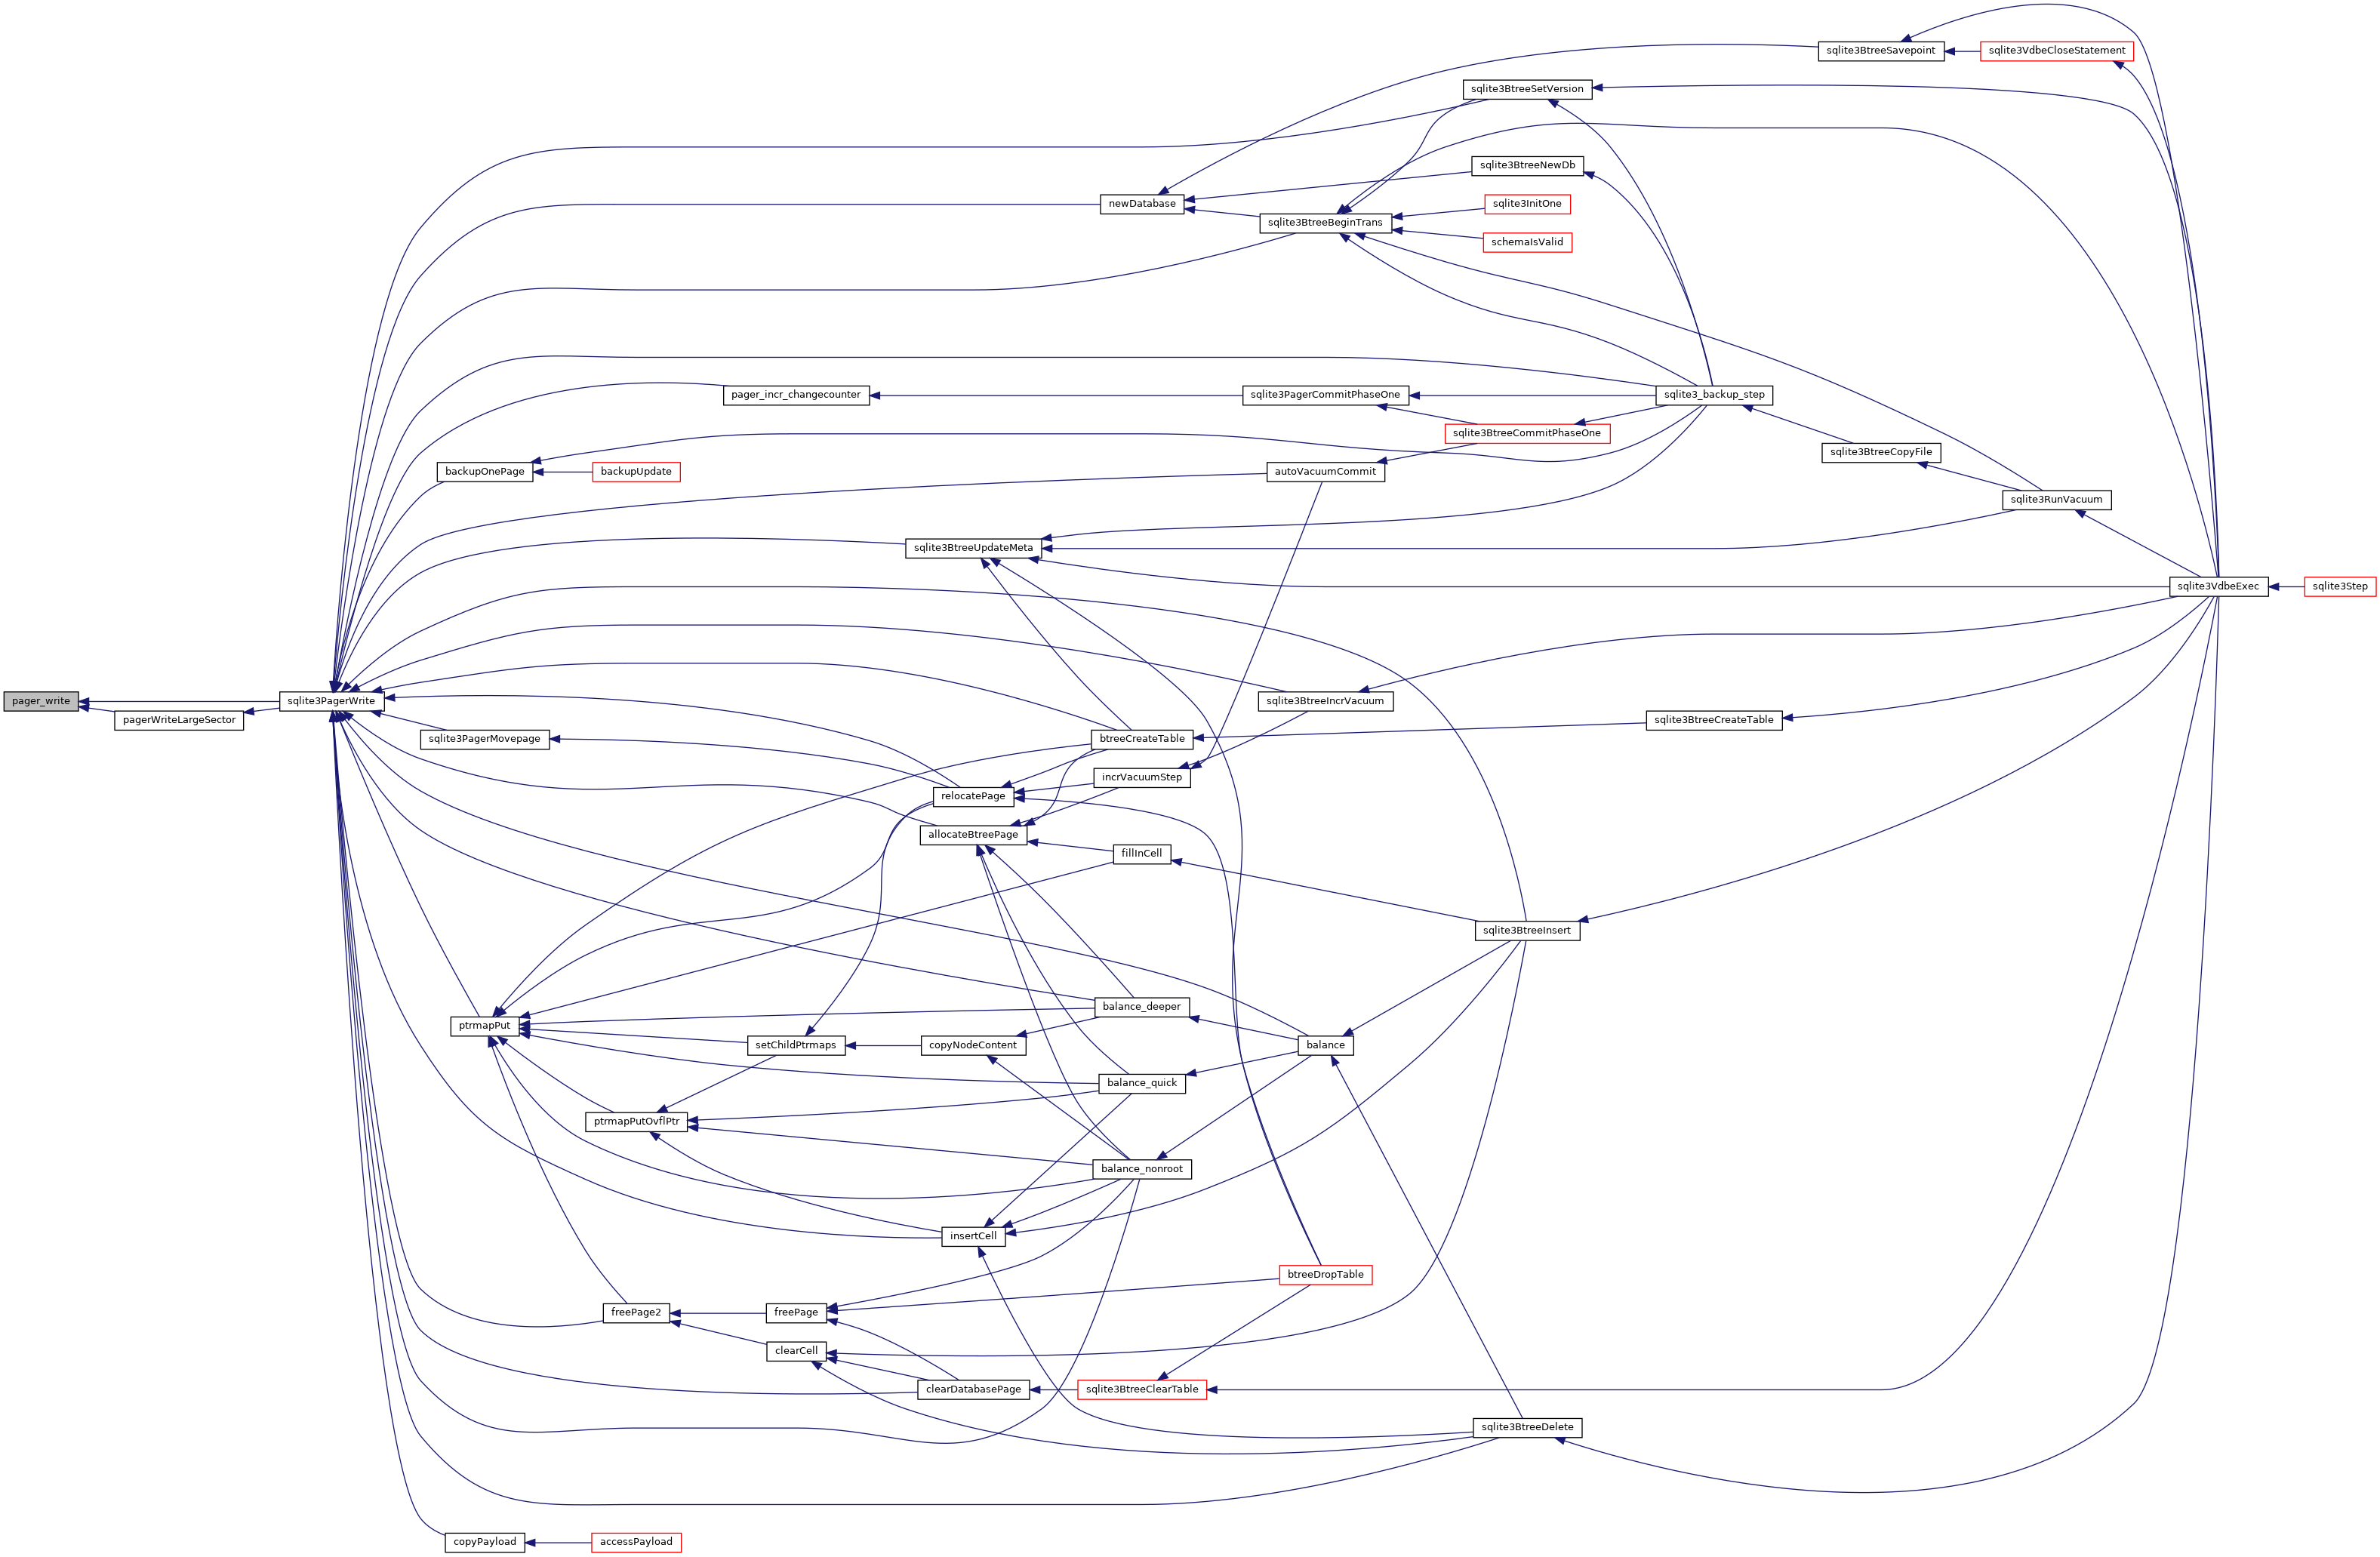 sqlite3BtreeSavepoint
sqlite3VdbeCloseStatement
sqlite3BtreeSetVersion
sqlite3BtreeNewDb
newDatabase
sqlite3InitOne
sqlite3BtreeBeginTrans
schemaIsValid
pager_incr_changecounter
sqlite3PagerCommitPhaseOne
sqlite3_backup_step
sqlite3BtreeCommitPhaseOne
sqlite3BtreeCopyFile
backupOnePage
backupUpdate
autoVacuumCommit
sqlite3RunVacuum
sqlite3BtreeUpdateMeta
sqlite3VdbeExec
sqlite3Step
pager_write
sqlite3PagerWrite
sqlite3BtreeIncrVacuum
pagerWriteLargeSector
sqlite3BtreeCreateTable
sqlite3PagerMovepage
btreeCreateTable
incrVacuumStep
relocatePage
allocateBtreePage
fillInCell
sqlite3BtreeInsert
balance_deeper
ptrmapPut
setChildPtrmaps
copyNodeContent
balance
balance_quick
ptrmapPutOvflPtr
balance_nonroot
insertCell
btreeDropTable
freePage2
freePage
clearCell
clearDatabasePage
sqlite3BtreeClearTable
sqlite3BtreeDelete
copyPayload
accessPayload